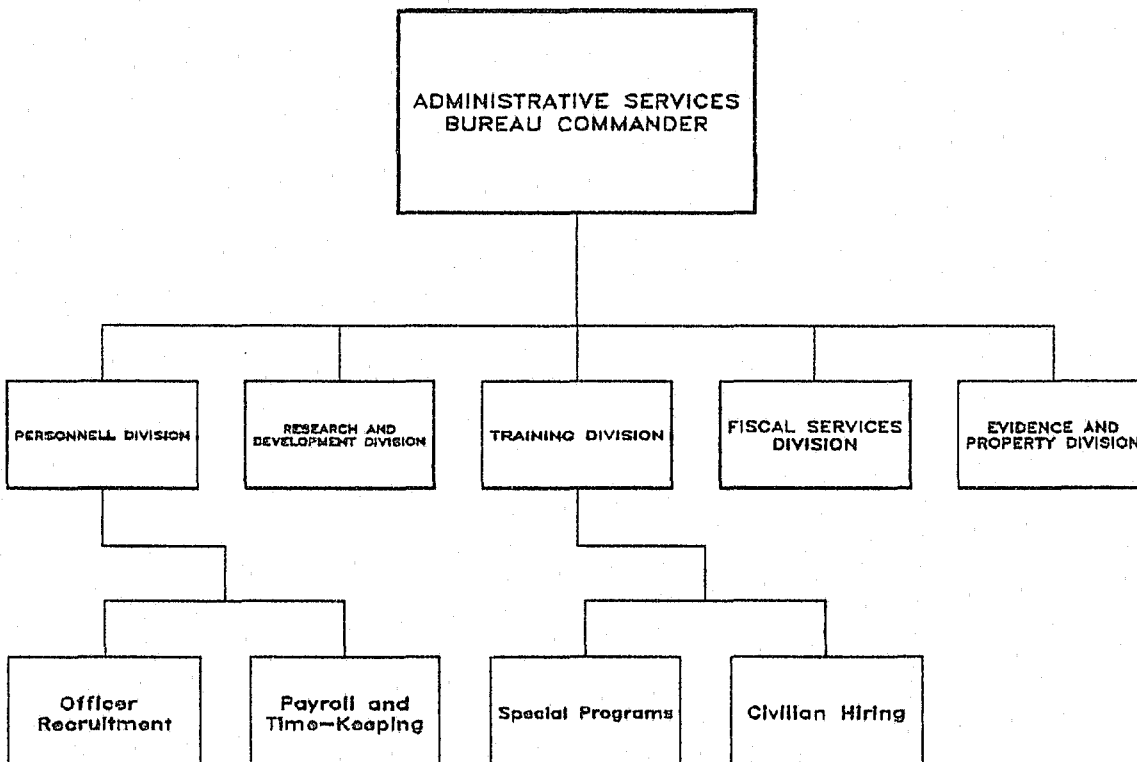 ADMINISTRATIVE SERVICES
BUREAU COMMANDER
PERSONNELL DIVISION
RESEARCH AND
DEVELOPMENT DIVISION
TRAINING DIVISION
FISCAL SERVICES
DIVISION
EVIDENCE AND
PROPERTY DIVISION
Officer
Recruitment
Payroll and
Time-Keeping
Special Programs
Civilian Hiring